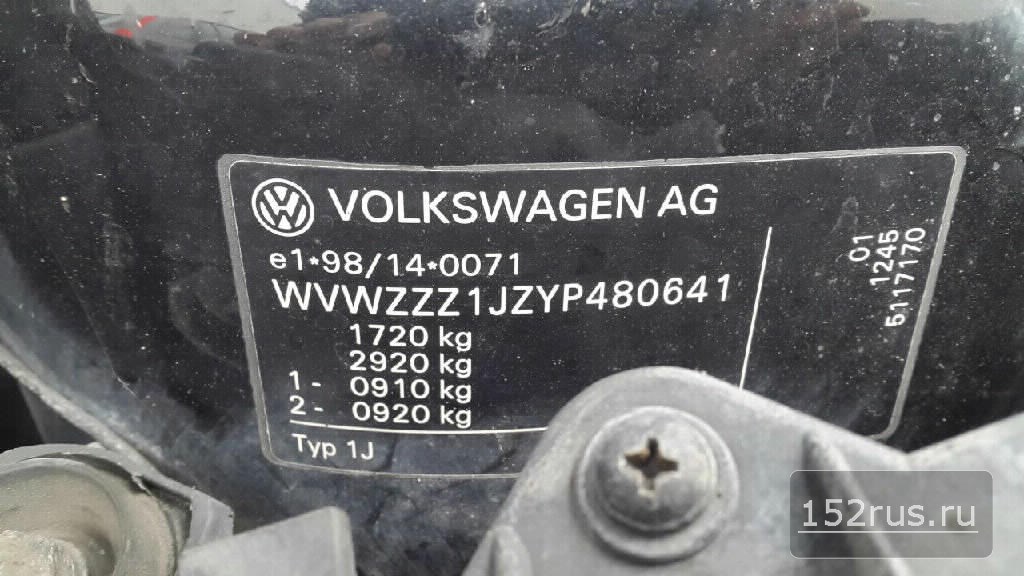 VOLKSWAGEN AG
e1*98/14*0071
WVWZZZ1JZYP480641
1720 kg
2920 kg
1- 0910 kg
2- 0920 kg
Typ 1J
01
1245
5117170
152rus.ru